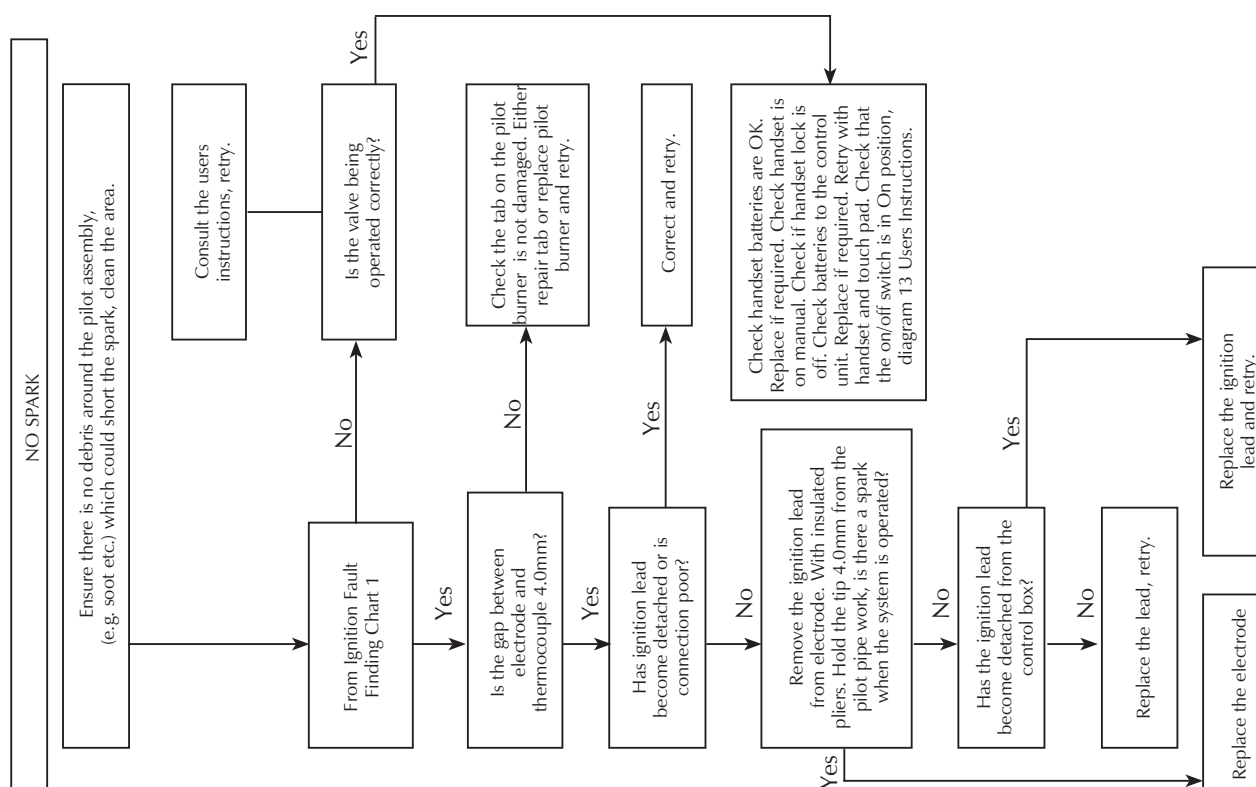 NO SPARK
Ensure there is no debris around the pilot assembly,
(e.g. soot etc.) which could short the spark, clean the area.
Consult the users
instructions, retry.
From Ignition Fault
Finding Chart 1
No
Is the valve being
operated correctly?
Yes
Yes
Is the gap between
electrode and
thermocouple 4.0mm?
No
Check the tab on the pilot
burner is not damaged. Either
repair tab or replace pilot
burner and retry.
Yes
Has ignition lead
become detached or is
connection poor?
Yes
Correct and retry.
No
Check handset batteries are OK.
Replace if required. Check handset is
on manual. Check if handset lock is
off. Check batteries to the control
unit. Replace if required. Retry with
handset and touch pad. Check that
the on/off switch is in On position,
diagram 13 Users Instructions.
Remove the ignition lead
from electrode. With insulated
pliers. Hold the tip 4.0mm from the
pilot pipe work, is there a spark
when the system is operated?
Yes
No
Has the ignition lead
become detached from the
control box?
Yes
No
Replace the lead, retry.
Replace the electrode
Replace the ignition
lead and retry.